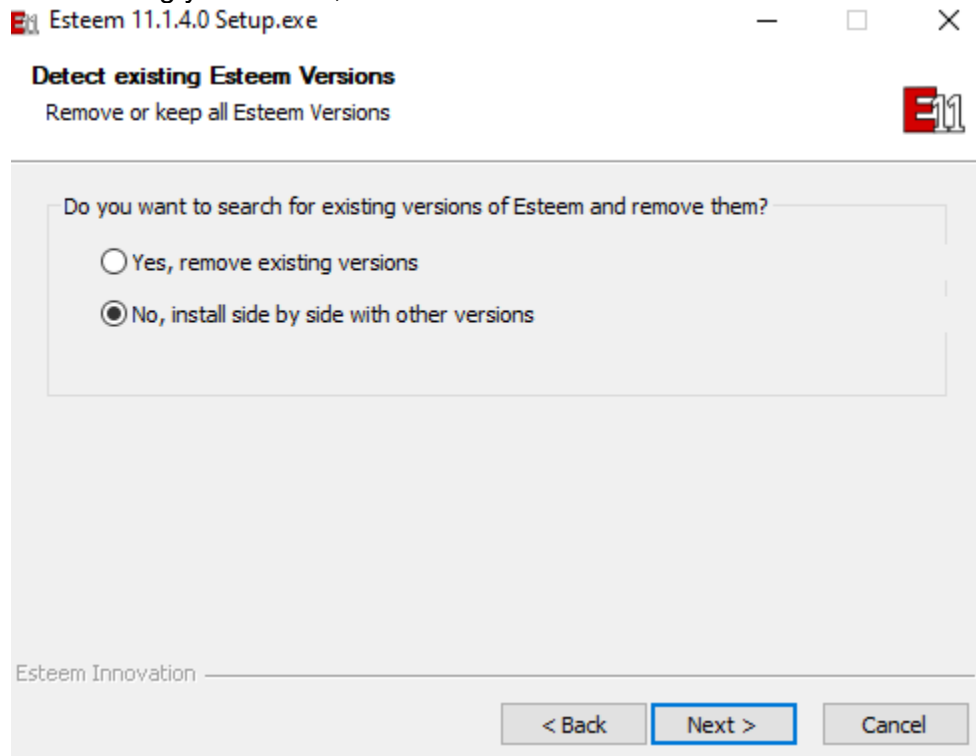 Esteem 11.1.4.0 Setup.exe
Detect existing Esteem Versions
Remove or keep all Esteem Versions
E11
Do you want to search for existing versions of Esteem and remove them?
Yes, remove existing versions
No, install side by side with other versions
Esteem Innovation
< Back
Next >
Cancel